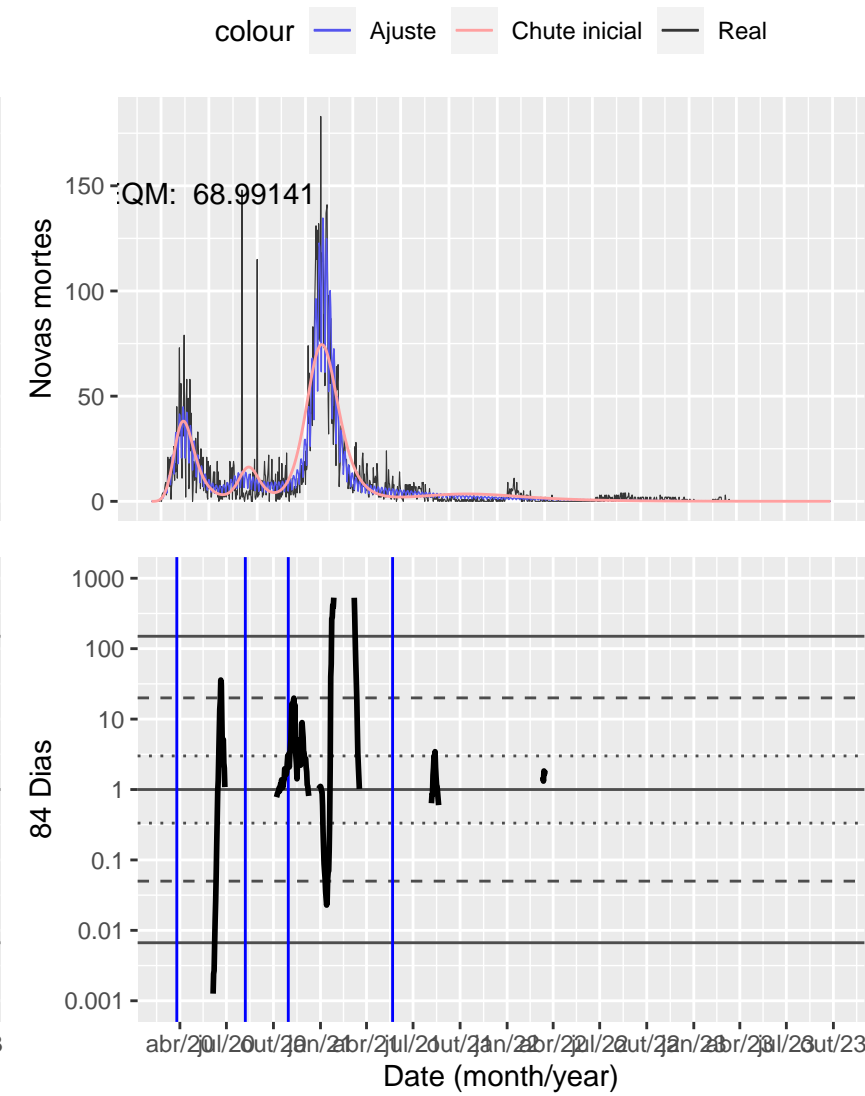 colour Ajuste Chute inicial Real
Novas mortes
150
100
50
0
QM: 68.99141
84 Dias
1000
100
10
1
0.1
0.01
0.001
abr/20 jul/20 out/20 jan/21 abr/21 jul/21 out/21 jan/22 abr/22 jul/22 out/22 jan/23 abr/23 jul/23 out/23
Date (month/year)